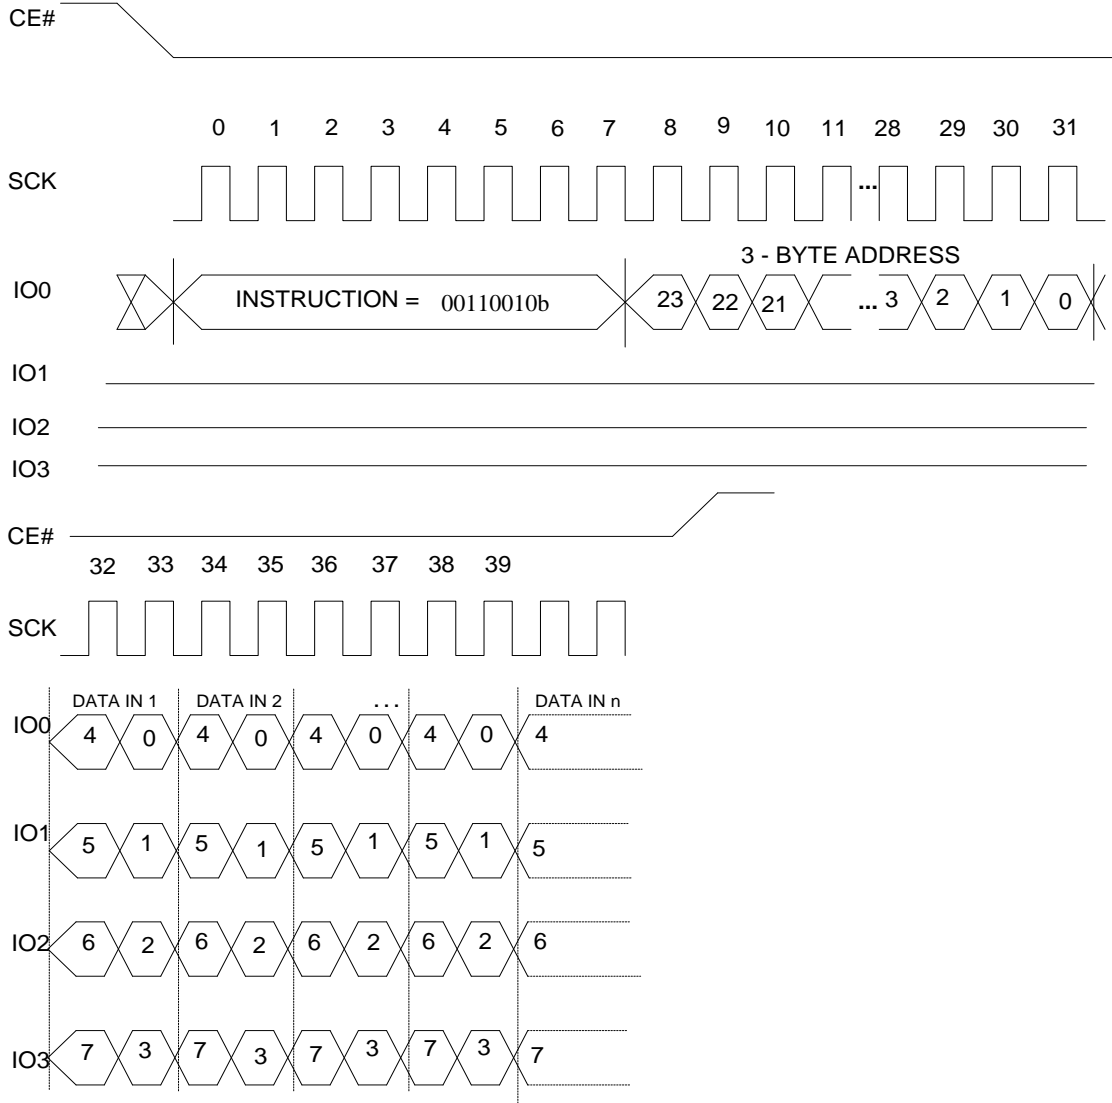 CE#
0 1 2 3 4 5 6 7 8 9 10 11 28 29 30 31
SCK ...
3 - BYTE ADDRESS
IO0 INSTRUCTION = 00110010b 23 22 21 ... 3 2 1 0
IO1
IO2
IO3
CE#
32 33 34 35 36 37 38 39
SCK
DATA IN 1 DATA IN 2 ... DATA IN n
IO0 4 0 4 0 4 0 4 0 4
IO1 5 1 5 1 5 1 5 1 5
IO2 6 2 6 2 6 2 6 2 6
IO3 7 3 7 3 7 3 7 3 7